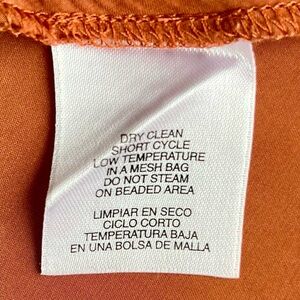 DRY CLEAN
SHORT CYCLE
LOW TEMPERATURE
IN A MESH BAG
DO NOT STEAM
ON BEADED AREA
LIMPIAR EN SECO
CICLO CORTO
TEMPERATURA BAJA
EN UNA BOLSA DE MALLA